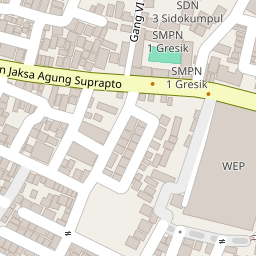 SDN
3 Sidokumpul
SMPN
1 Gresik
Gang VI
n Jaksa Agung Suprapto
SMPN
1 Gresik
WEP